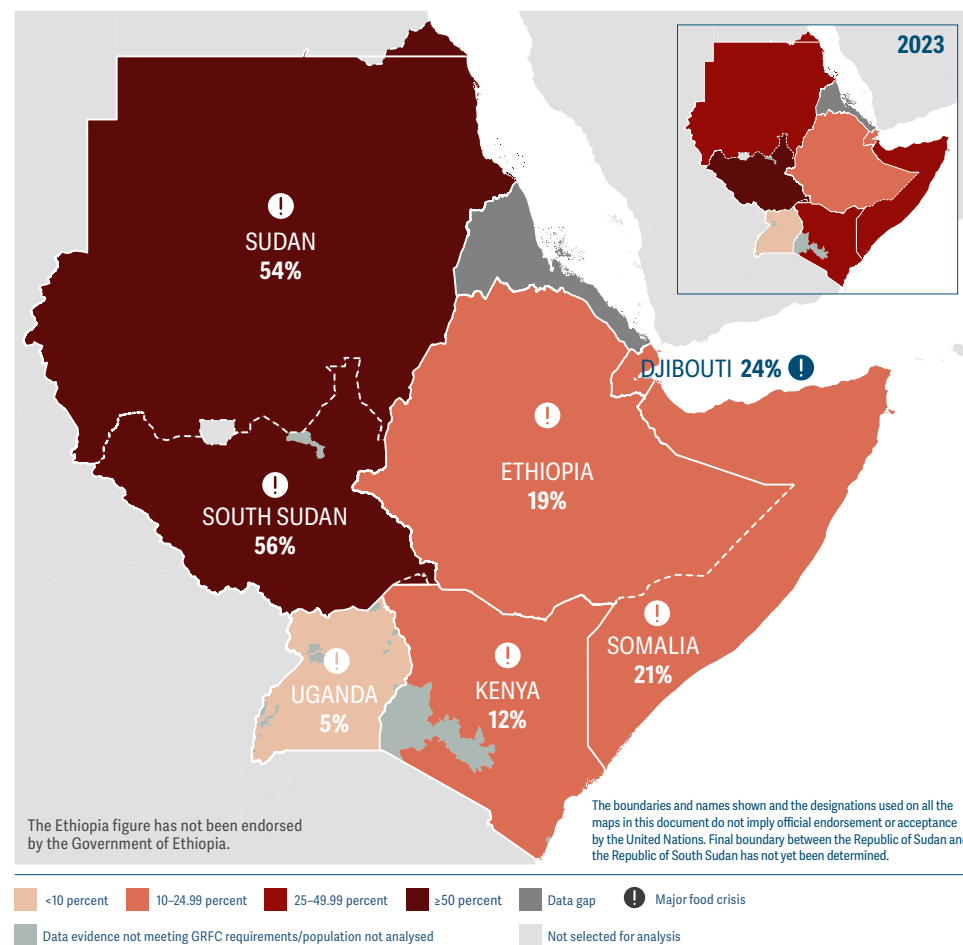 2023
SUDAN
54%
DJIBOUTI 24%
ETHIOPIA
19%
SOUTH SUDAN
56%
SOMALIA
21%
KENYA
12%
UGANDA
5%
The Ethiopia figure has not been endorsed
by the Government of Ethiopia.
The boundaries and names shown and the designations used on all the
maps in this document do not imply official endorsement or acceptance
by the United Nations. Final boundary between the Republic of Sudan and
the Republic of South Sudan has not yet been determined.
<10 percent
10–24.99 percent
25–49.99 percent
≥50 percent
Data gap
Major food crisis
Data evidence not meeting GRFC requirements/population not analysed
Not selected for analysis